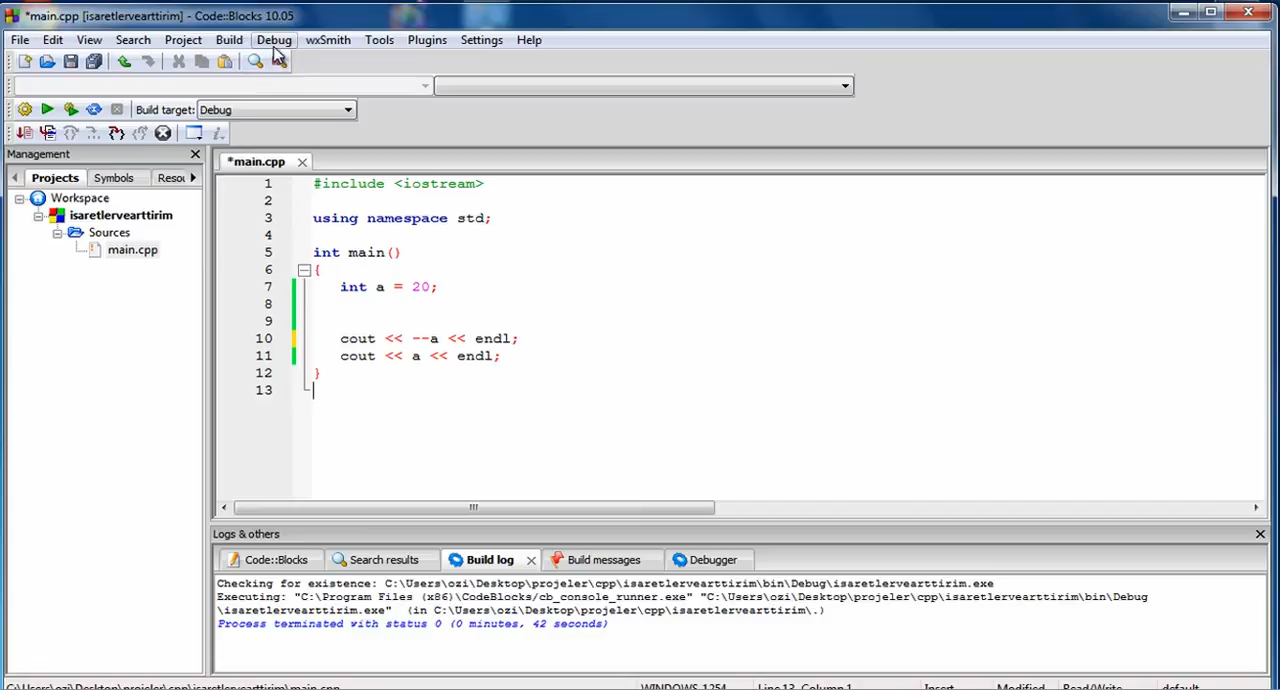 *main.cpp [isaretlervearttirim] - Code::Blocks 10.05
File Edit View Search Project Build Debug wxSmith Tools Plugins Settings Help
Build target: Debug
Management
Projects Symbols Resou
*main.cpp
Workspace
isaretlervearttirim
Sources
main.cpp
1 #include <iostream>
2
3 using namespace std;
4
5 int main()
6 {
7 int a = 20;
8
9
10 cout << --a << endl;
11 cout << a << endl;
12 }
13
Logs & others
Code::Blocks Search results Build log Build messages Debugger
Checking for existence: C:\Users\ozi\Desktop\projeler\cpp\isaretlervearttirim\bin\Debug\isaretlervearttirim.exe
Executing: "C:\Program Files (x86)\CodeBlocks/cb_console_runner.exe" "C:\Users\ozi\Desktop\projeler\cpp\isaretlervearttirim\bin\Debug
\isaretlervearttirim.exe" (in C:\Users\ozi\Desktop\projeler\cpp\isaretlervearttirim\.)
Process terminated with status 0 (0 minutes, 42 seconds)
C:\Users\ozi\Desktop\projeler\cpp\isaretlervearttirim\main.cpp WINDOWS-1254 Line 13, Column 1 Insert Modified Read/Write default